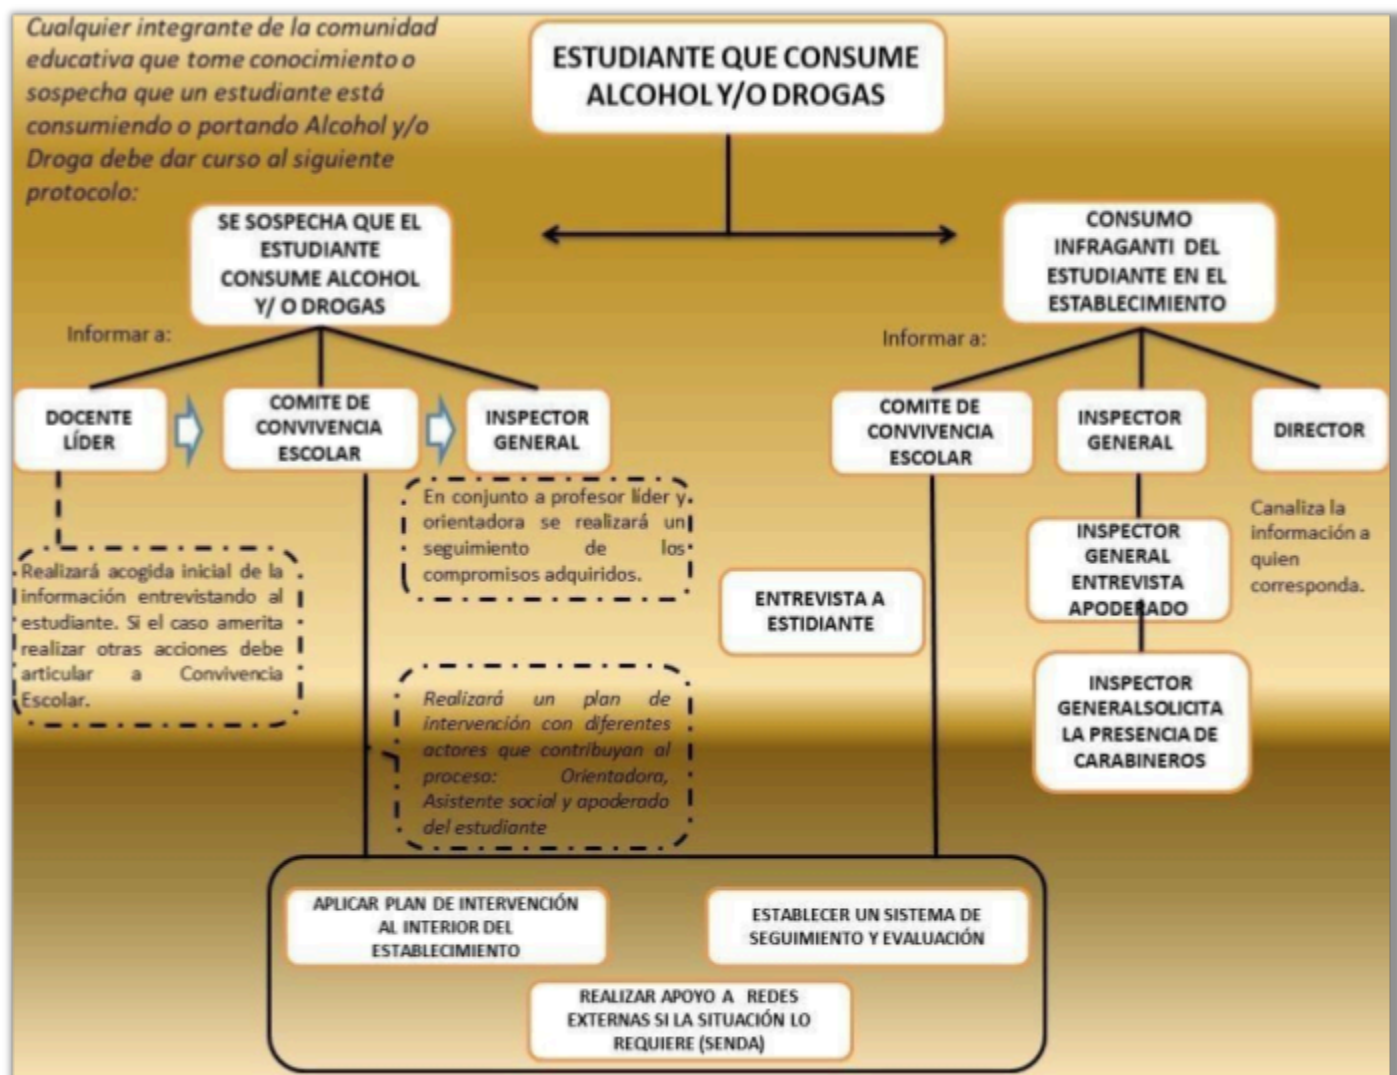 Cualquier integrante de la comunidad
educativa que tome conocimiento o
sospecha que un estudiante está
consumiendo o portando Alcohol y/o
Droga debe dar curso al siguiente
protocolo:
ESTUDIANTE QUE CONSUME
ALCOHOL Y/O DROGAS
SE SOSPECHA QUE EL
ESTUDIANTE
CONSUME ALCOHOL
Y/ O DROGAS
Informar a:
DOCENTE
LÍDER
COMITE DE
CONVIVENCIA
ESCOLAR
INSPECTOR
GENERAL
En conjunto a profesor líder y
orientadora se realizará un
seguimiento de los
compromisos adquiridos.
Realizará acogida inicial de la
información entrevistando al
estudiante. Si el caso amerita
realizar otras acciones debe
articular a Convivencia
Escolar.
Realizará un plan de
intervención con diferentes
actores que contribuyan al
proceso: Orientadora,
Asistente social y apoderado
del estudiante
CONSUMO
INFRAGANTI DEL
ESTUDIANTE EN EL
ESTABLECIMIENTO
Informar a:
COMITE DE
CONVIVENCIA
ESCOLAR
INSPECTOR
GENERAL
DIRECTOR
Canaliza la
información a
quien
corresponda.
ENTREVISTA A
ESTIDIANTE
INSPECTOR
GENERAL
ENTREVISTA
APODERADO
INSPECTOR
GENERALSOLICITA
LA PRESENCIA DE
CARABINEROS
APLICAR PLAN DE INTERVENCIÓN
AL INTERIOR DEL
ESTABLECIMIENTO
ESTABLECER UN SISTEMA DE
SEGUIMIENTO Y EVALUACIÓN
REALIZAR APOYO A REDES
EXTERNAS SI LA SITUACIÓN LO
REQUIERE (SENDA)